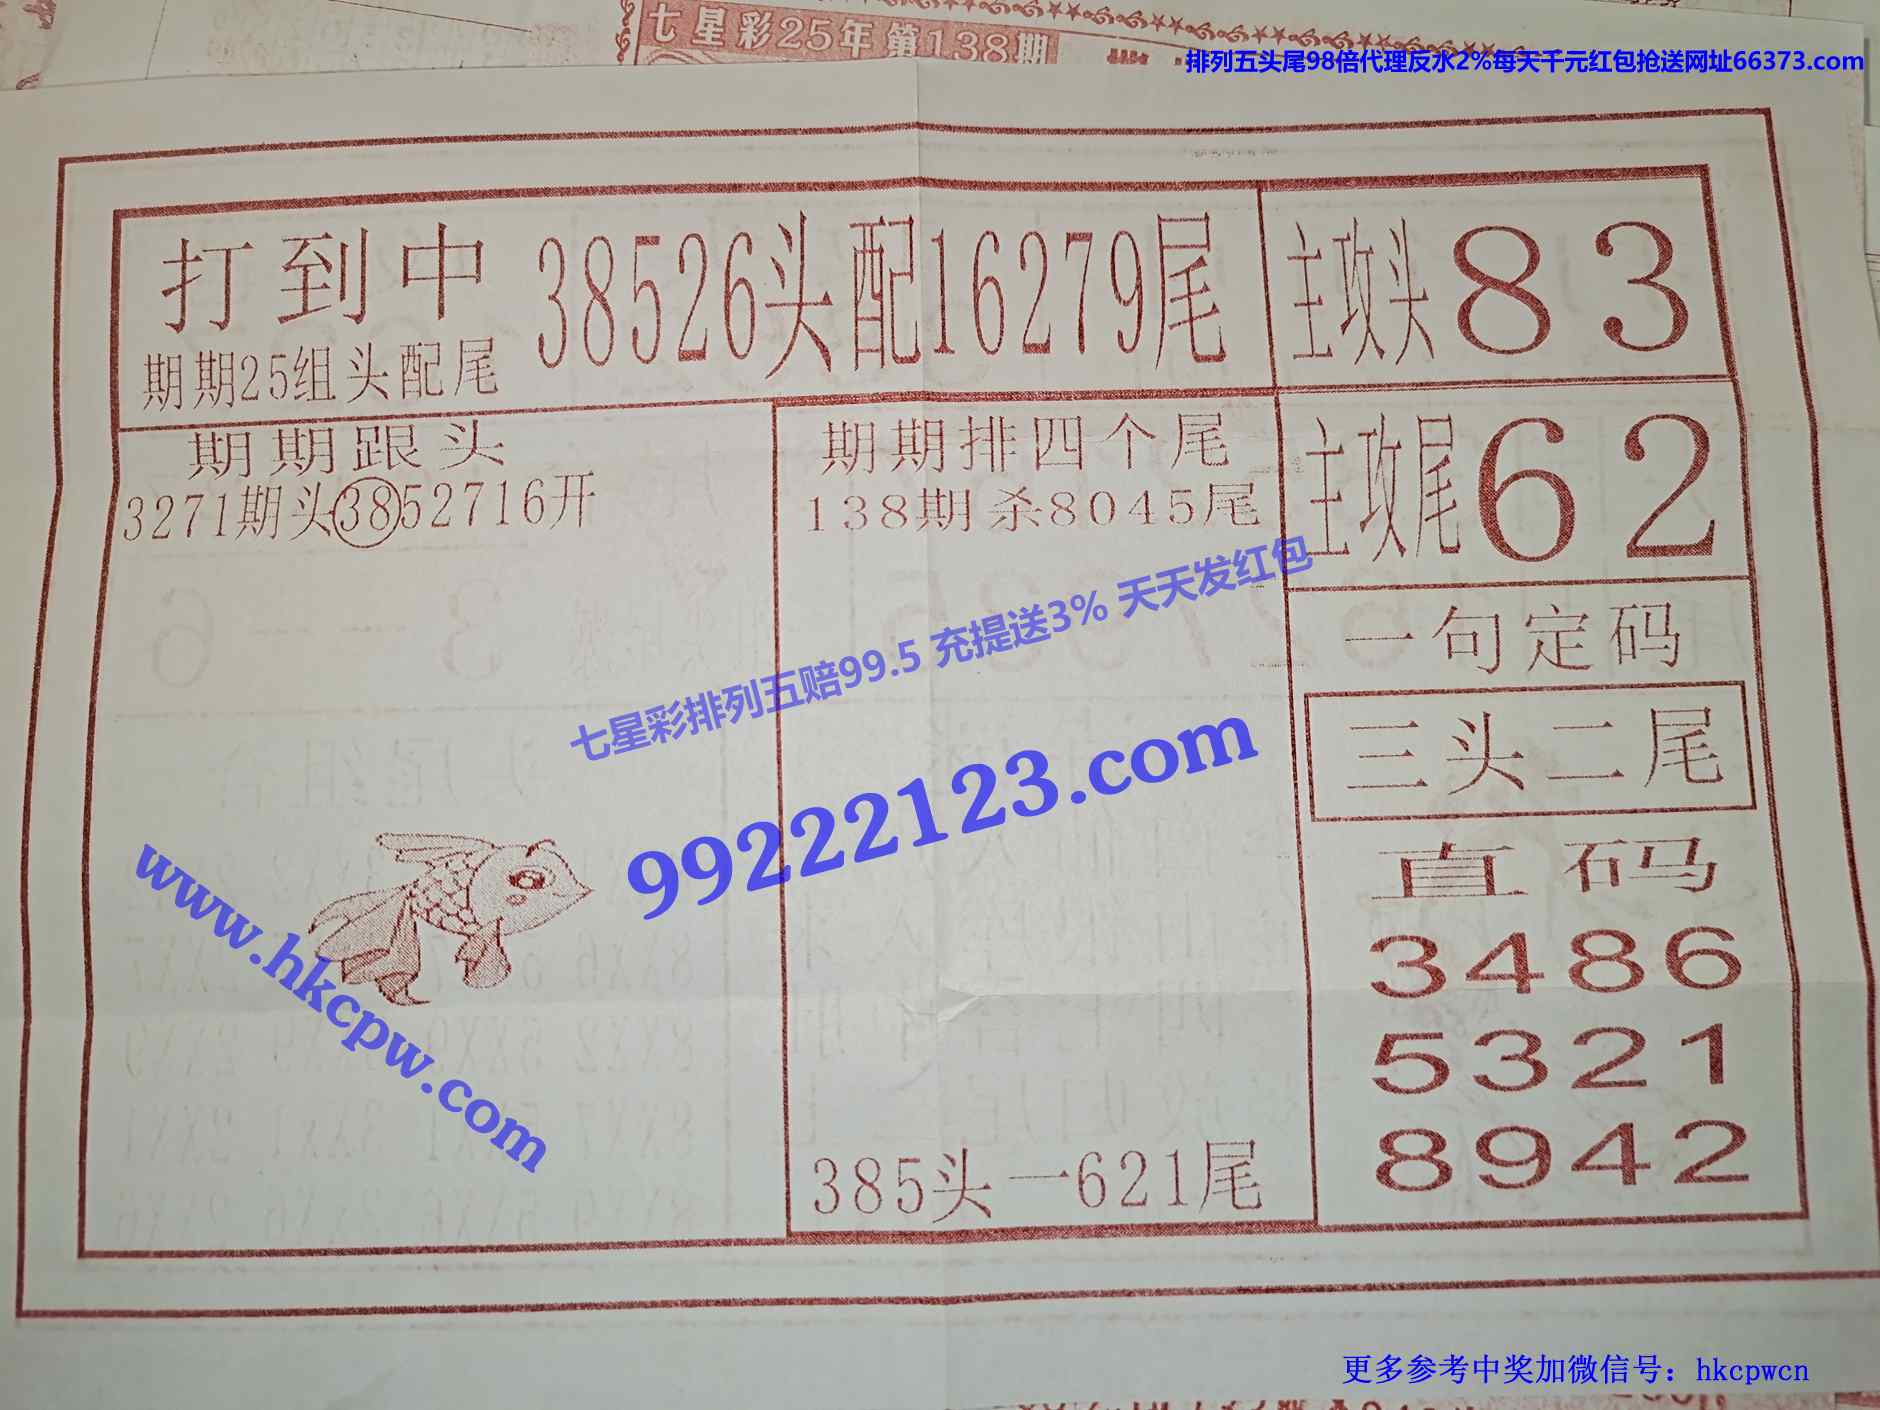 七星彩25年第138期
排列五头尾98倍代理反水2%每天千元红包抢送网址66373.com
打到中
期期25组头配尾
38526头配16279尾
主攻头83
期期跟头
3271期头3852716开
期期排四个尾
138期杀8045尾
主攻尾62
一句定码
三头二尾
直码
3486
5321
8942
385头一621尾
七星彩排列五赔99.5 充提送3% 天天发红包
99222123.com
www.hkcpw.com
更多参考中奖加微信号：hkcpwcn